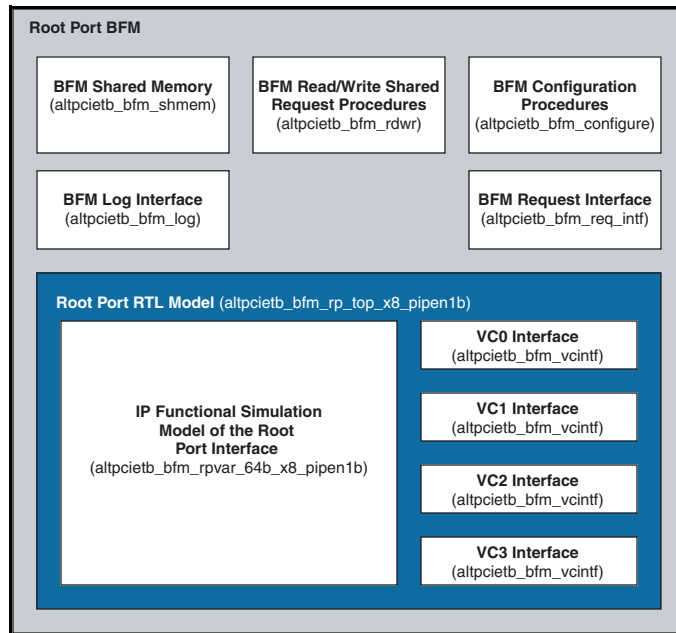 Root Port BFM
BFM Shared Memory
(altpcietb_bfm_shmem)
BFM Read/Write Shared
Request Procedures
(altpcietb_bfm_rdwr)
BFM Configuration
Procedures
(altpcietb_bfm_configure)
BFM Log Interface
(altpcietb_bfm_log)
BFM Request Interface
(altpcietb_bfm_req_intf)
Root Port RTL Model (altpcietb_bfm_rp_top_x8_pipen1b)
IP Functional Simulation
Model of the Root
Port Interface
(altpcietb_bfm_rpvar_64b_x8_pipen1b)
VC0 Interface
(altpcietb_bfm_vcintf)
VC1 Interface
(altpcietb_bfm_vcintf)
VC2 Interface
(altpcietb_bfm_vcintf)
VC3 Interface
(altpcietb_bfm_vcintf)